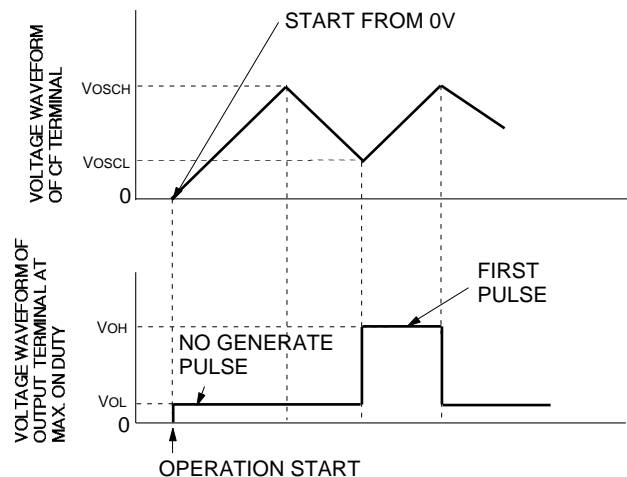 START FROM 0V
VOLTAGE WAVEFORM
OF CF TERMINAL
VOSCH
VOSCL
0
VOLTAGE WAVEFORM OF
OUTPUT TERMINAL AT
MAX. ON DUTY
FIRST
PULSE
VOH
NO GENERATE
PULSE
VOL
0
OPERATION START